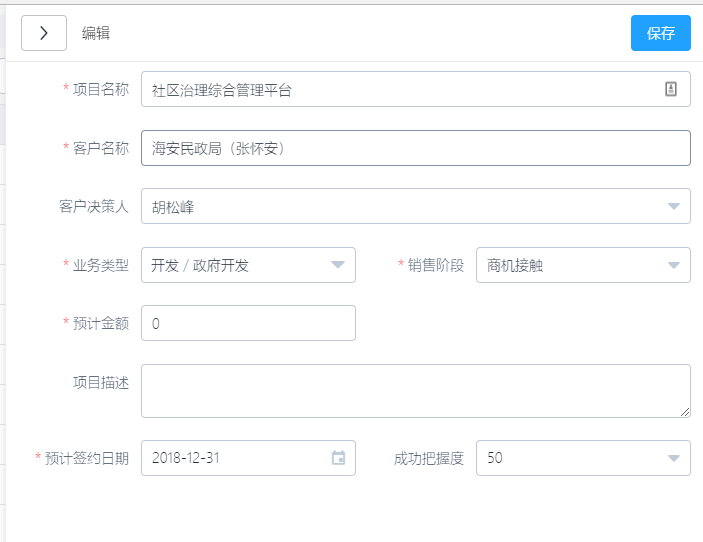 编辑
保存
* 项目名称 社区治理综合管理平台
* 客户名称 海安民政局（张怀安）
客户决策人 胡松峰
* 业务类型 开发 / 政府开发 * 销售阶段 商机接触
* 预计金额 0
项目描述
* 预计签约日期 2018-12-31 成功把握度 50